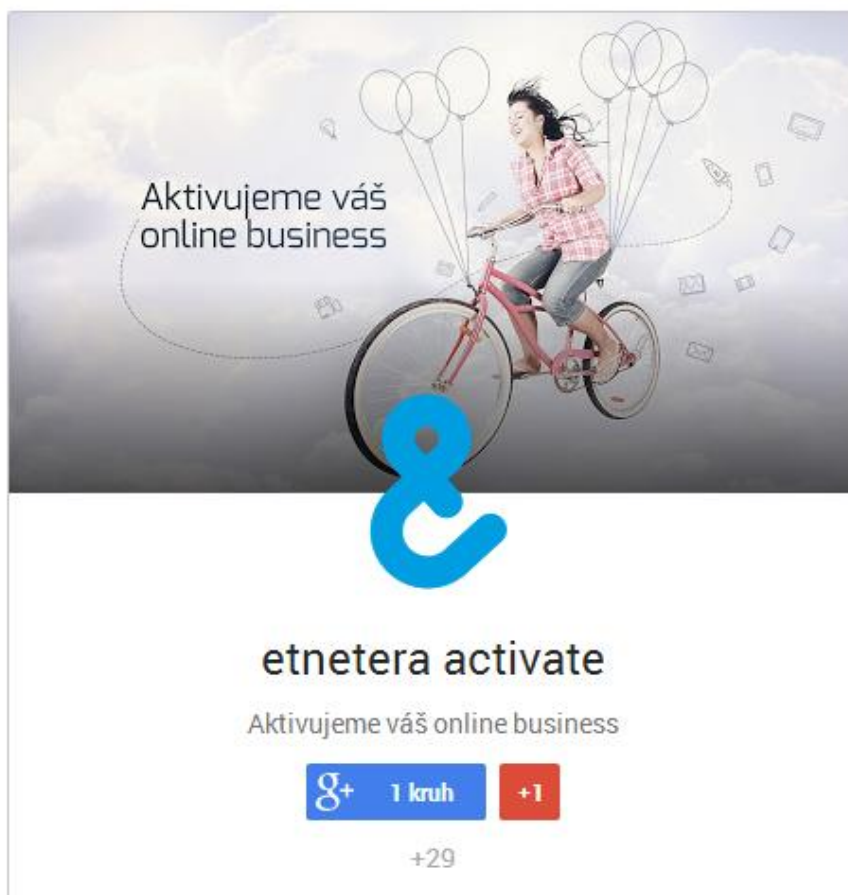 Aktivujeme váš
online business
etnetera activate
Aktivujeme váš online business
g+ 1 kruh +1
+29